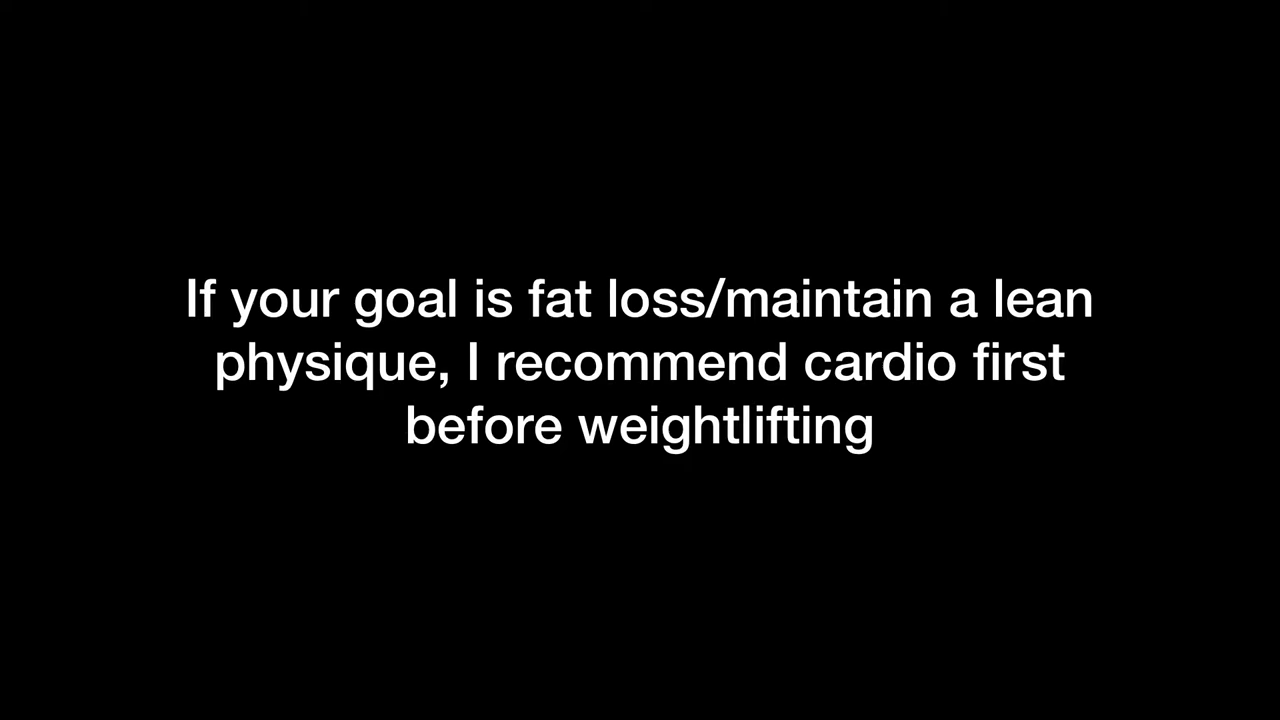 If your goal is fat loss/maintain a lean
physique, I recommend cardio first
before weightlifting